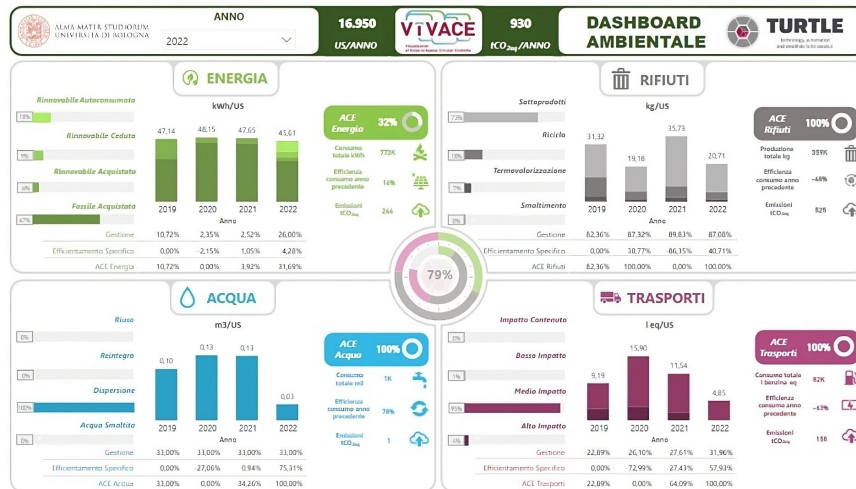 ALMA MATER STUDIORUM
UNIVERSITÀ DI BOLOGNA
ANNO
2022
16.950
US/ANNO
ViVACE
930
tCO2eq/ANNO
DASHBOARD
AMBIENTALE
TURTLE
ENERGIA
kWh/US
Rinnovabile Autoconsumata
18%
Rinnovabile Ceduta
9%
Rinnovabile Acquistata
6%
Fossile Acquistata
67%
47,14
48,15
47,65
45,61
2019
2020
2021
2022
Anno
Gestione 10,72% 2,35% 2,52% 26,00%
Efficientamento Specifico 0,00% -2,15% 1,05% 4,28%
ACE Energia 10,72% 0,00% 3,92% 31,69%
ACE
Energia
32%
Consumo
totale kWh
773K
Efficienza
consumo anno
precedente
16%
Emissioni
tCO2eq
246
RIFIUTI
kg/US
Sottoprodotti
73%
Riciclo
18%
Termovalorizzazione
7%
Smaltimento
0%
31,32
19,18
35,73
20,71
2019
2020
2021
2022
Anno
Gestione 82,36% 87,32% 89,83% 87,08%
Efficientamento Specifico 0,00% 38,77% -86,35% 40,71%
ACE Rifiuti 82,36% 100,00% 0,00% 100,00%
ACE
Rifiuti
100%
Produzione
totale kg
359K
Efficienza
consumo anno
precedente
-48%
Emissioni
tCO2eq
525
79%
ACQUA
m3/US
Riuso
0%
Reintegro
0%
Dispersione
100%
Acqua Smaltita
0%
0,10
0,13
0,13
0,03
2019
2020
2021
2022
Anno
Gestione 33,00% 33,00% 33,00% 33,00%
Efficientamento Specifico 0,00% -27,06% 0,94% 75,31%
ACE Acqua 33,00% 0,00% 34,26% 100,00%
ACE
Acqua
100%
Consumo
totale m3
1K
Efficienza
consumo anno
precedente
78%
Emissioni
tCO2eq
1
TRASPORTI
l eq/US
Impatto Contenuto
0%
Basso Impatto
1%
Medio Impatto
95%
Alto Impatto
4%
9,19
15,90
11,54
4,85
2019
2020
2021
2022
Anno
Gestione 22,89% 26,10% 27,61% 31,96%
Efficientamento Specifico 0,00% -72,99% 27,43% 57,93%
ACE Trasporti 22,89% 0,00% 64,09% 100,00%
ACE
Trasporti
100%
Consumo totale
l benzina eq
82K
Efficienza
consumo anno
precedente
-63%
Emissioni
tCO2eq
158